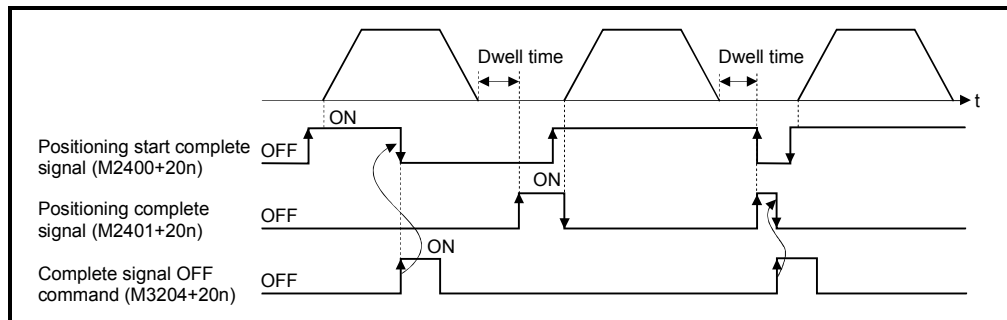 Dwell time
Dwell time
t
ON
Positioning start complete
signal (M2400+20n)
OFF
ON
Positioning complete
signal (M2401+20n)
OFF
ON
Complete signal OFF
command (M3204+20n)
OFF